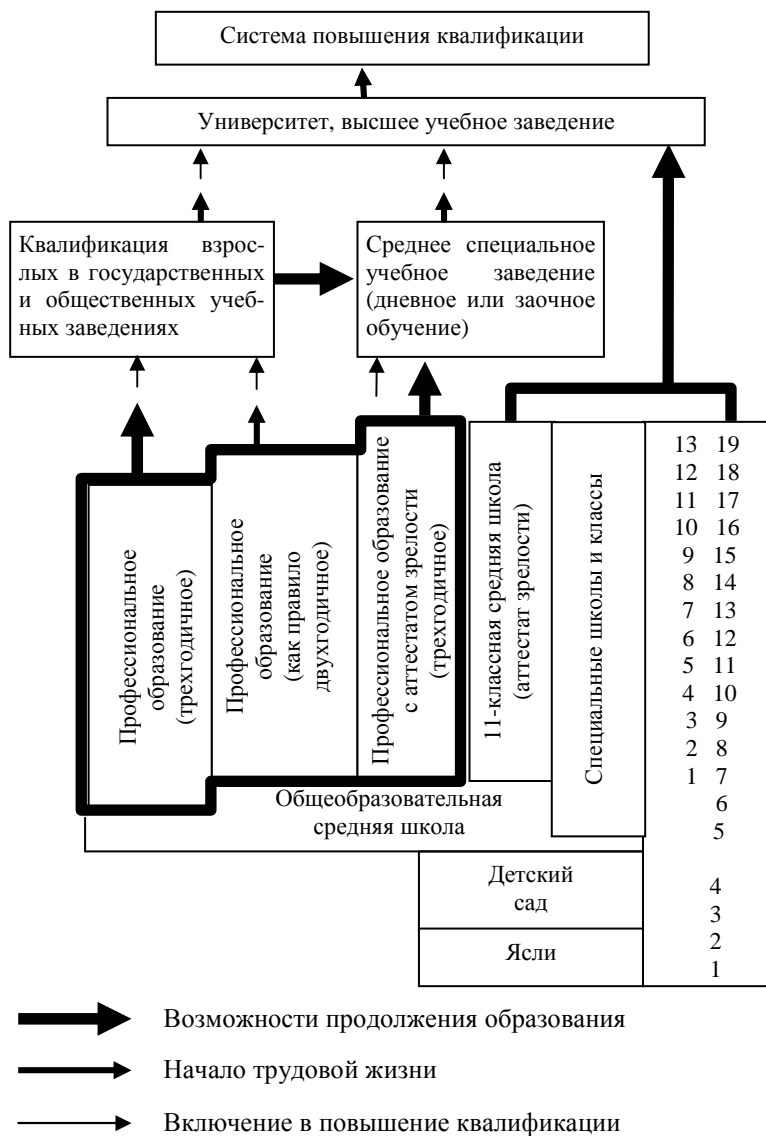 Система повышения квалификации
Университет, высшее учебное заведение
Квалификация взрос-
лых в государственных
и общественных учеб-
ных заведениях
Среднее специальное
учебное заведение
(дневное или заочное
обучение)
Профессиональное
образование
(трехгодичное)
Профессиональное
образование
(как правило
двухгодичное)
Профессиональное образование
с аттестатом зрелости
(трехгодичное)
11-классная средняя школа
(аттестат зрелости)
Специальные школы и классы
13 19
12 18
11 17
10 16
9 15
8 14
7 13
6 12
5 11
4 10
3 9
2 8
1 7
6
5
4
3
2
1
Общеобразовательная
средняя школа
Детский
сад
Ясли
Возможности продолжения образования
Начало трудовой жизни
Включение в повышение квалификации